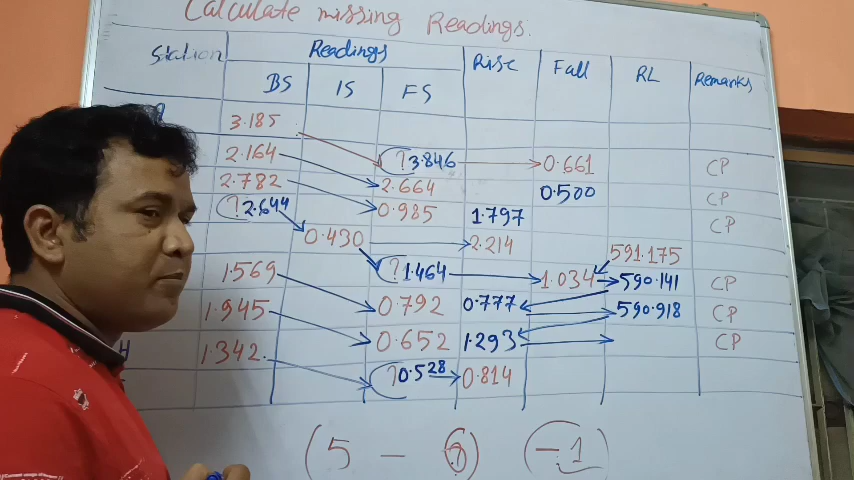 Calculate missing Readings.
Station Readings Rise Fall RL Remarks
BS IS FS
3.185
2.164 ?3.846 0.661 CP
2.782 2.664 0.500 CP
?2.644 0.985 1.797 CP
0.430 2.214 591.175
1.569 ?1.464 1.034 590.141 CP
1.945 0.792 0.777 590.918 CP
1.342 0.652 1.293 CP
?0.528 0.814
(5 - ?) (-1)